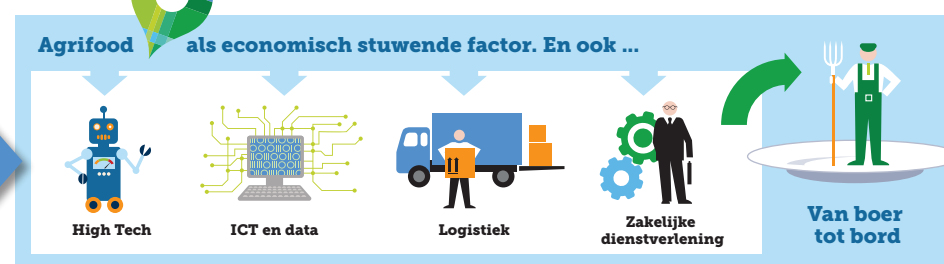 Agrifood als economisch stuwende factor. En ook ...
High Tech
ICT en data
Logistiek
Zakelijke
dienstverlening
Van boer
tot bord